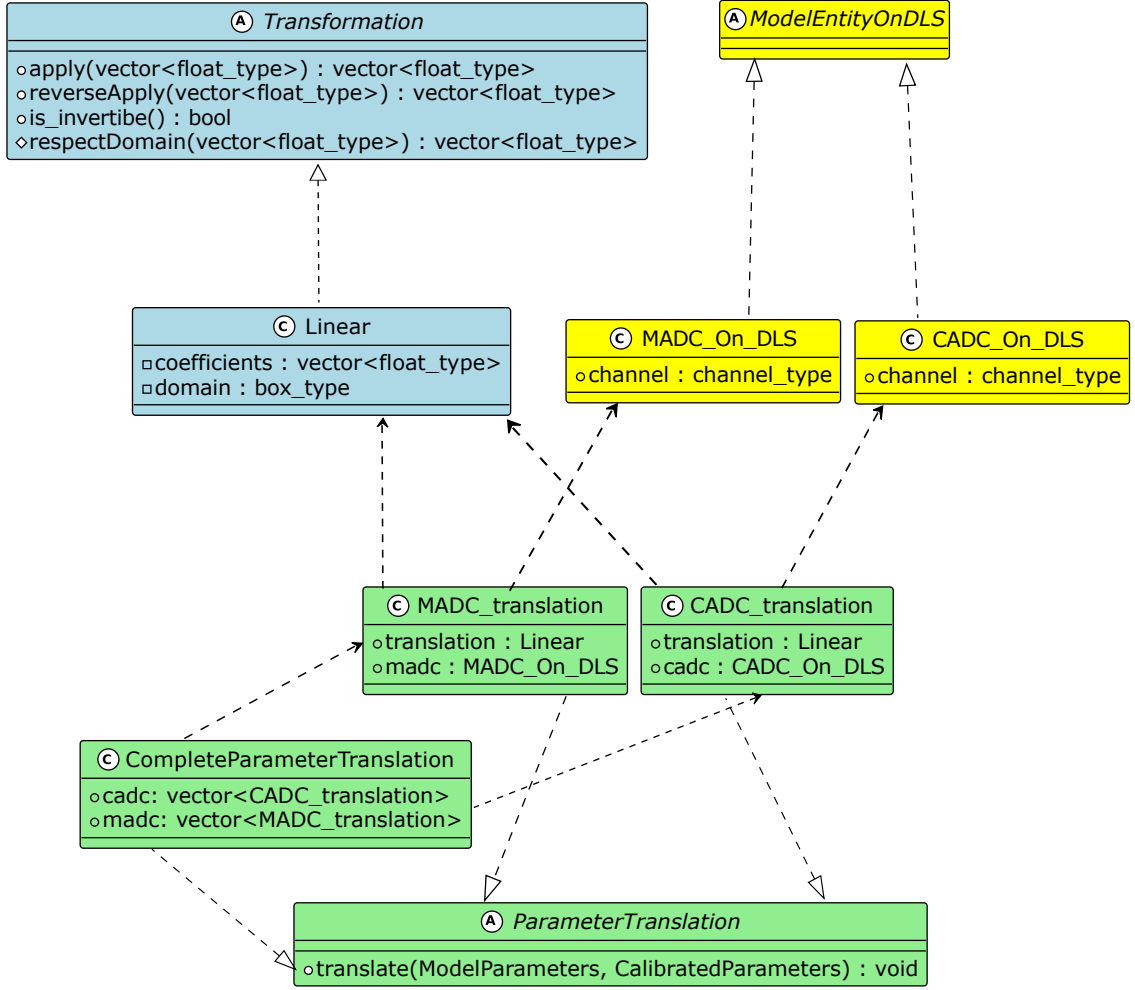 A Transformation
apply(vector<float_type>) : vector<float_type>
reverseApply(vector<float_type>) : vector<float_type>
is_invertibe() : bool
respectDomain(vector<float_type>) : vector<float_type>
A ModelEntityOnDLS
C Linear
coefficients : vector<float_type>
domain : box_type
C MADC_On_DLS
channel : channel_type
C CADC_On_DLS
channel : channel_type
C MADC_translation
translation : Linear
madc : MADC_On_DLS
C CADC_translation
translation : Linear
cadc : CADC_On_DLS
C CompleteParameterTranslation
cadc: vector<CADC_translation>
madc: vector<MADC_translation>
A ParameterTranslation
translate(ModelParameters, CalibratedParameters) : void